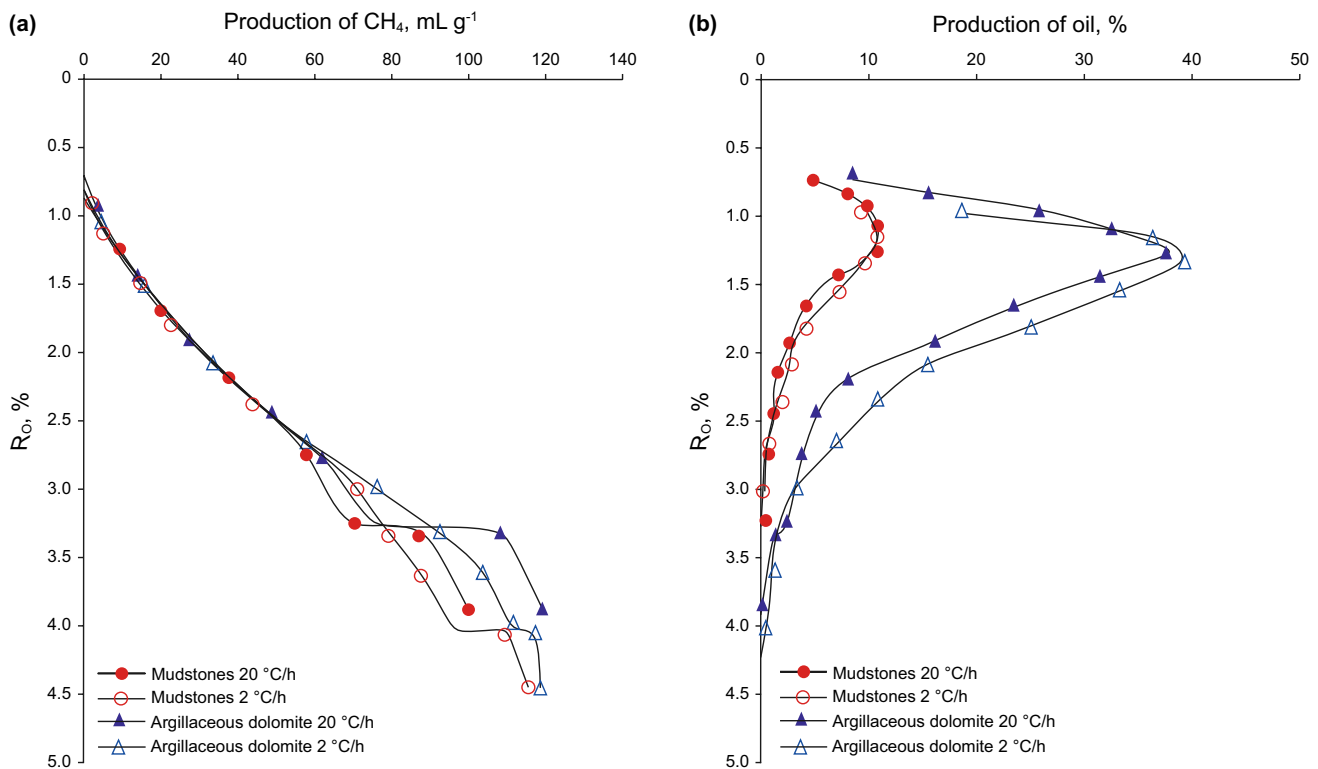 (a)
Production of CH₄, mL g⁻¹
0 20 40 60 80 100 120 140
0
0.5
1.0
1.5
2.0
2.5
3.0
3.5
4.0
4.5
5.0
R₀, %
Mudstones 20 °C/h
Mudstones 2 °C/h
Argillaceous dolomite 20 °C/h
Argillaceous dolomite 2 °C/h
(b)
Production of oil, %
0 10 20 30 40 50
0
0.5
1.0
1.5
2.0
2.5
3.0
3.5
4.0
4.5
5.0
R₀, %
Mudstones 20 °C/h
Mudstones 2 °C/h
Argillaceous dolomite 20 °C/h
Argillaceous dolomite 2 °C/h